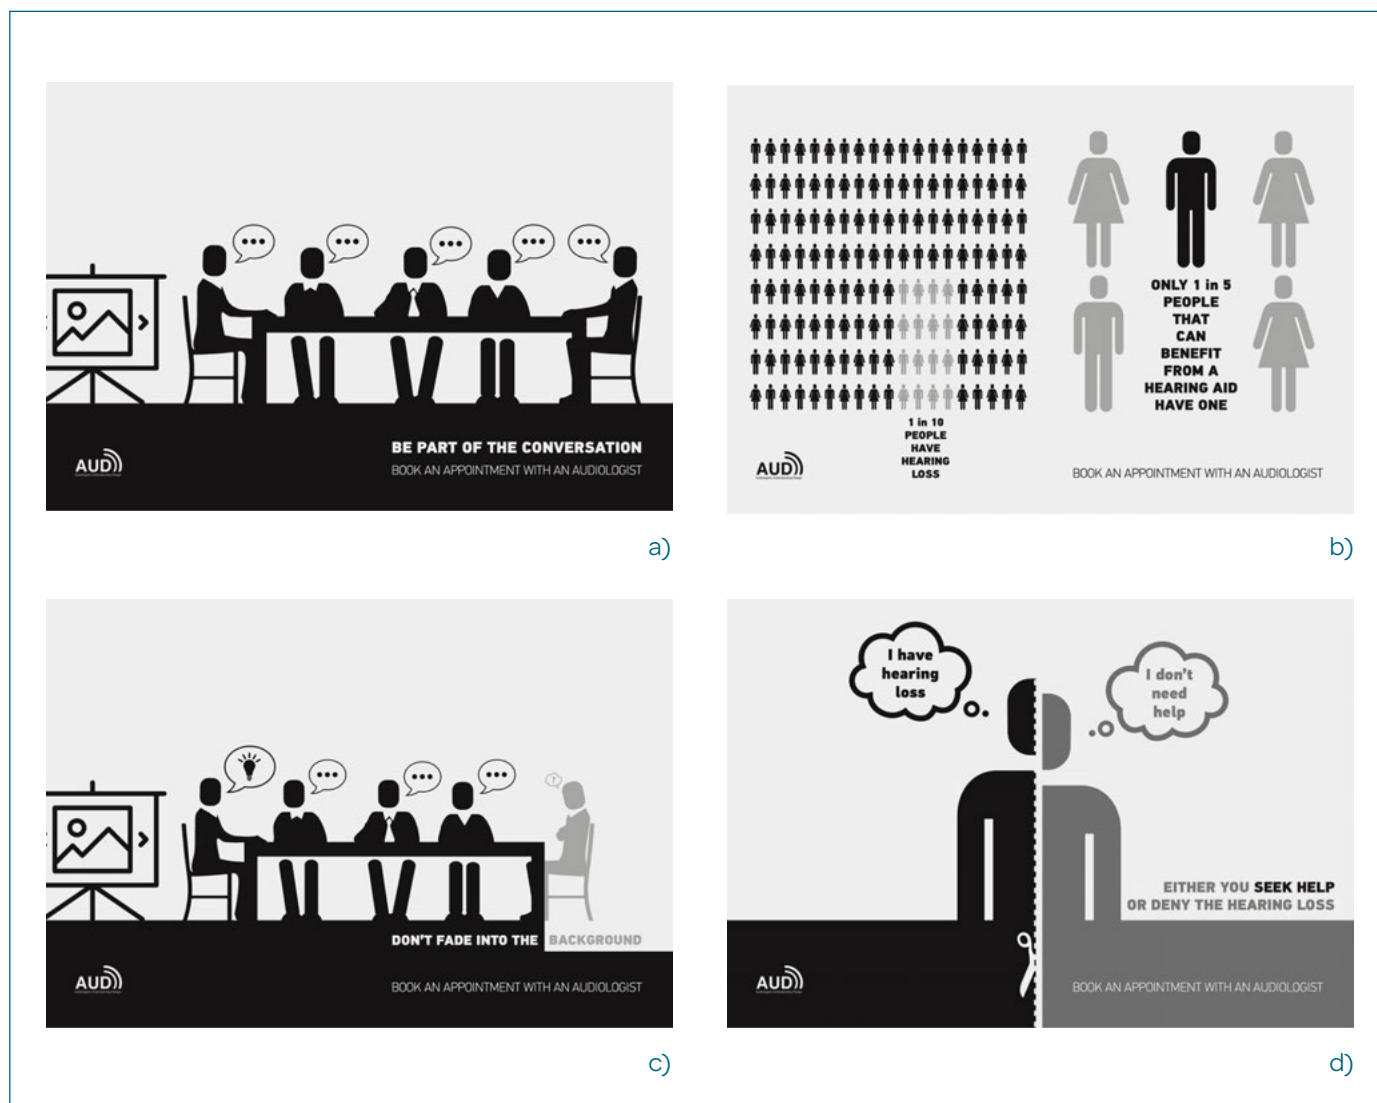 BE PART OF THE CONVERSATION
BOOK AN APPOINTMENT WITH AN AUDIOLOGIST
AUD
a)
ONLY 1 in 5
PEOPLE
THAT
CAN
BENEFIT
FROM A
HEARING AID
HAVE ONE
1 in 10
PEOPLE
HAVE
HEARING
LOSS
AUD
BOOK AN APPOINTMENT WITH AN AUDIOLOGIST
b)
DON'T FADE INTO THE BACKGROUND
AUD
BOOK AN APPOINTMENT WITH AN AUDIOLOGIST
c)
I have
hearing
loss
I don't
need
help
EITHER YOU SEEK HELP
OR DENY THE HEARING LOSS
AUD
BOOK AN APPOINTMENT WITH AN AUDIOLOGIST
d)